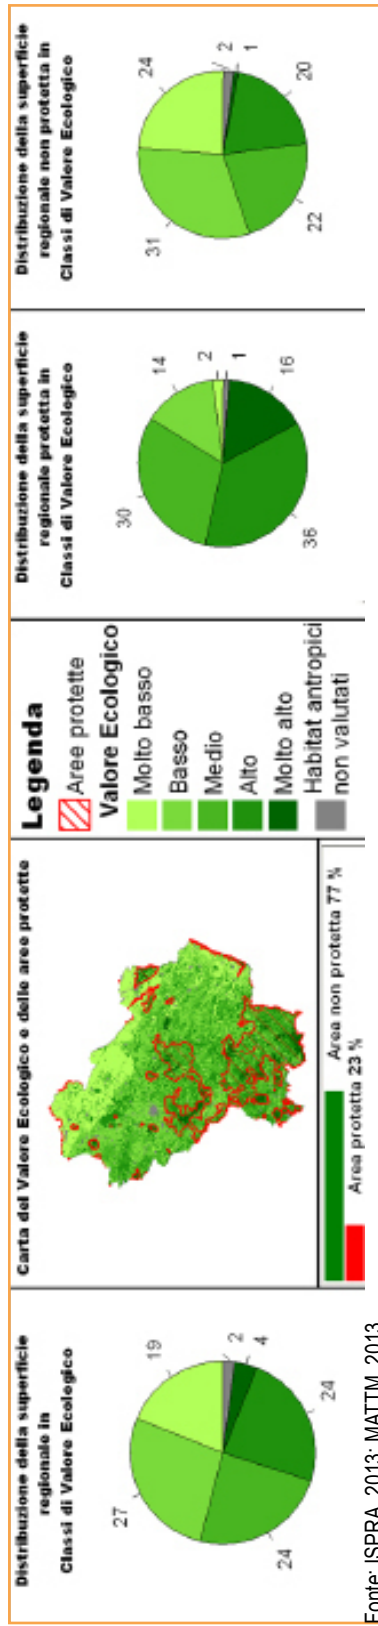 Distribuzione della superficie
regionale in
Classi di Valore Ecologico
19
27
2
4
24
24
Carta del Valore Ecologico e delle aree protette
Area non protetta 77 %
Area protetta 23 %
Legenda
Aree protette
Valore Ecologico
Molto basso
Basso
Medio
Alto
Molto alto
Habitat antropici
non valutati
Distribuzione della superficie
regionale protetta in
Classi di Valore Ecologico
14
2
30
1
16
36
Distribuzione della superficie
regionale non protetta in
Classi di Valore Ecologico
24
2
1
31
20
22
Fonte: ISPRA, 2013; MATTM, 2013